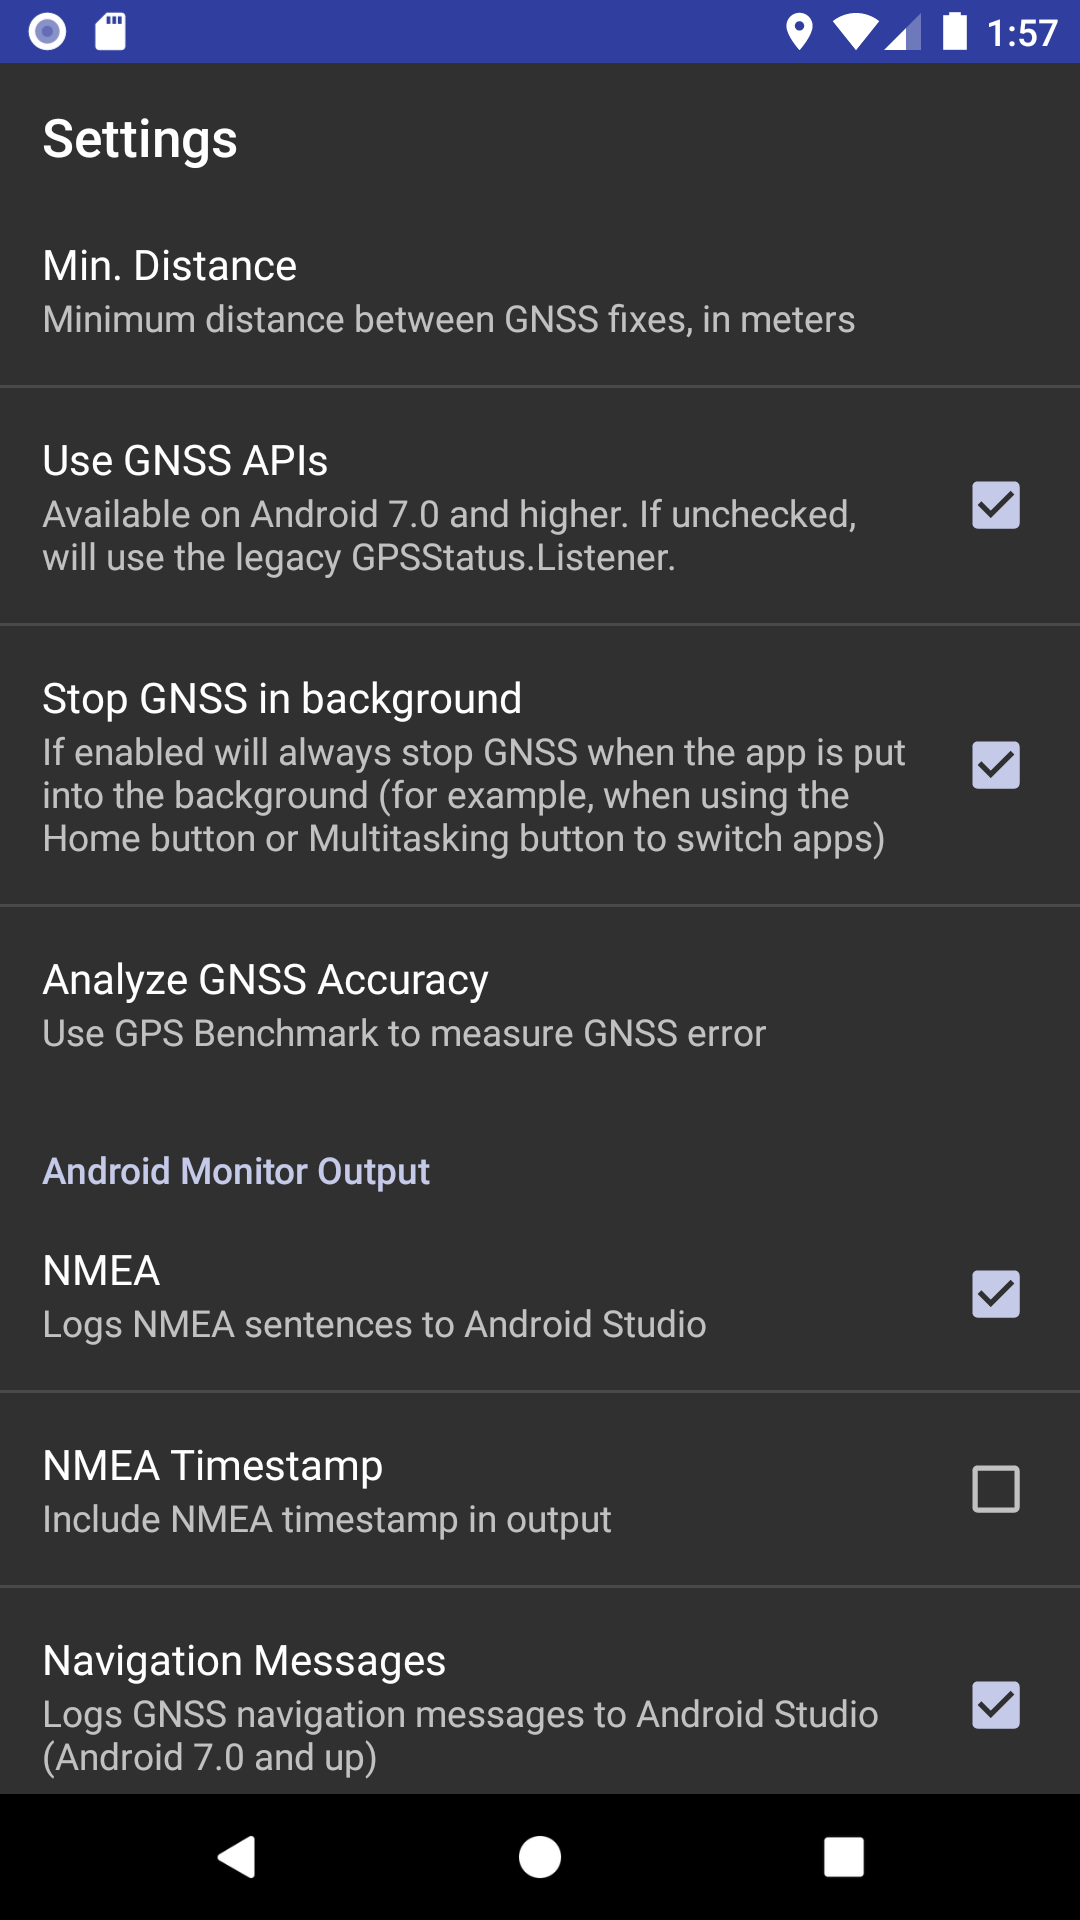 1:57
Settings
Min. Distance
Minimum distance between GNSS fixes, in meters
Use GNSS APIs
Available on Android 7.0 and higher. If unchecked,
will use the legacy GPSStatus.Listener.
Stop GNSS in background
If enabled will always stop GNSS when the app is put
into the background (for example, when using the
Home button or Multitasking button to switch apps)
Analyze GNSS Accuracy
Use GPS Benchmark to measure GNSS error
Android Monitor Output
NMEA
Logs NMEA sentences to Android Studio
NMEA Timestamp
Include NMEA timestamp in output
Navigation Messages
Logs GNSS navigation messages to Android Studio
(Android 7.0 and up)